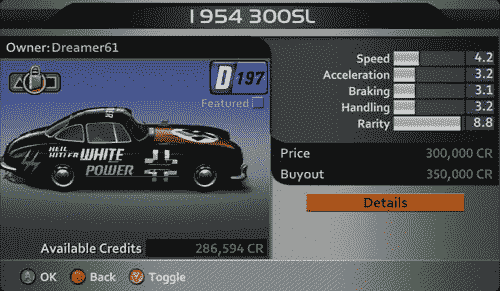 1954 300SL
Owner: Dreamer61
D 197
Featured
HEIL
HITLER
WHITE
POWER
Speed 4.2
Acceleration 3.2
Braking 3.1
Handling 3.2
Rarity 8.8
Price 300,000 CR
Buyout 350,000 CR
Details
Available Credits 286,594 CR
A OK B Back Y Toggle